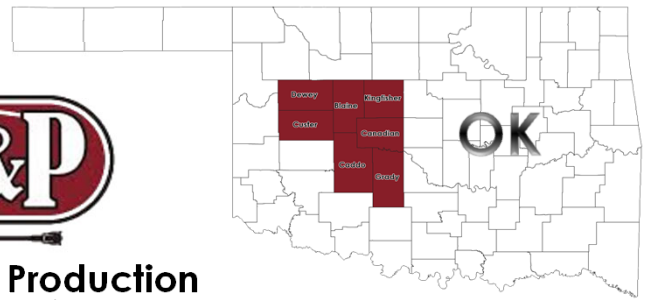 Dewey
Blaine
Kingfisher
Custer
Canadian
OK
&P
Caddo
Grady
Production